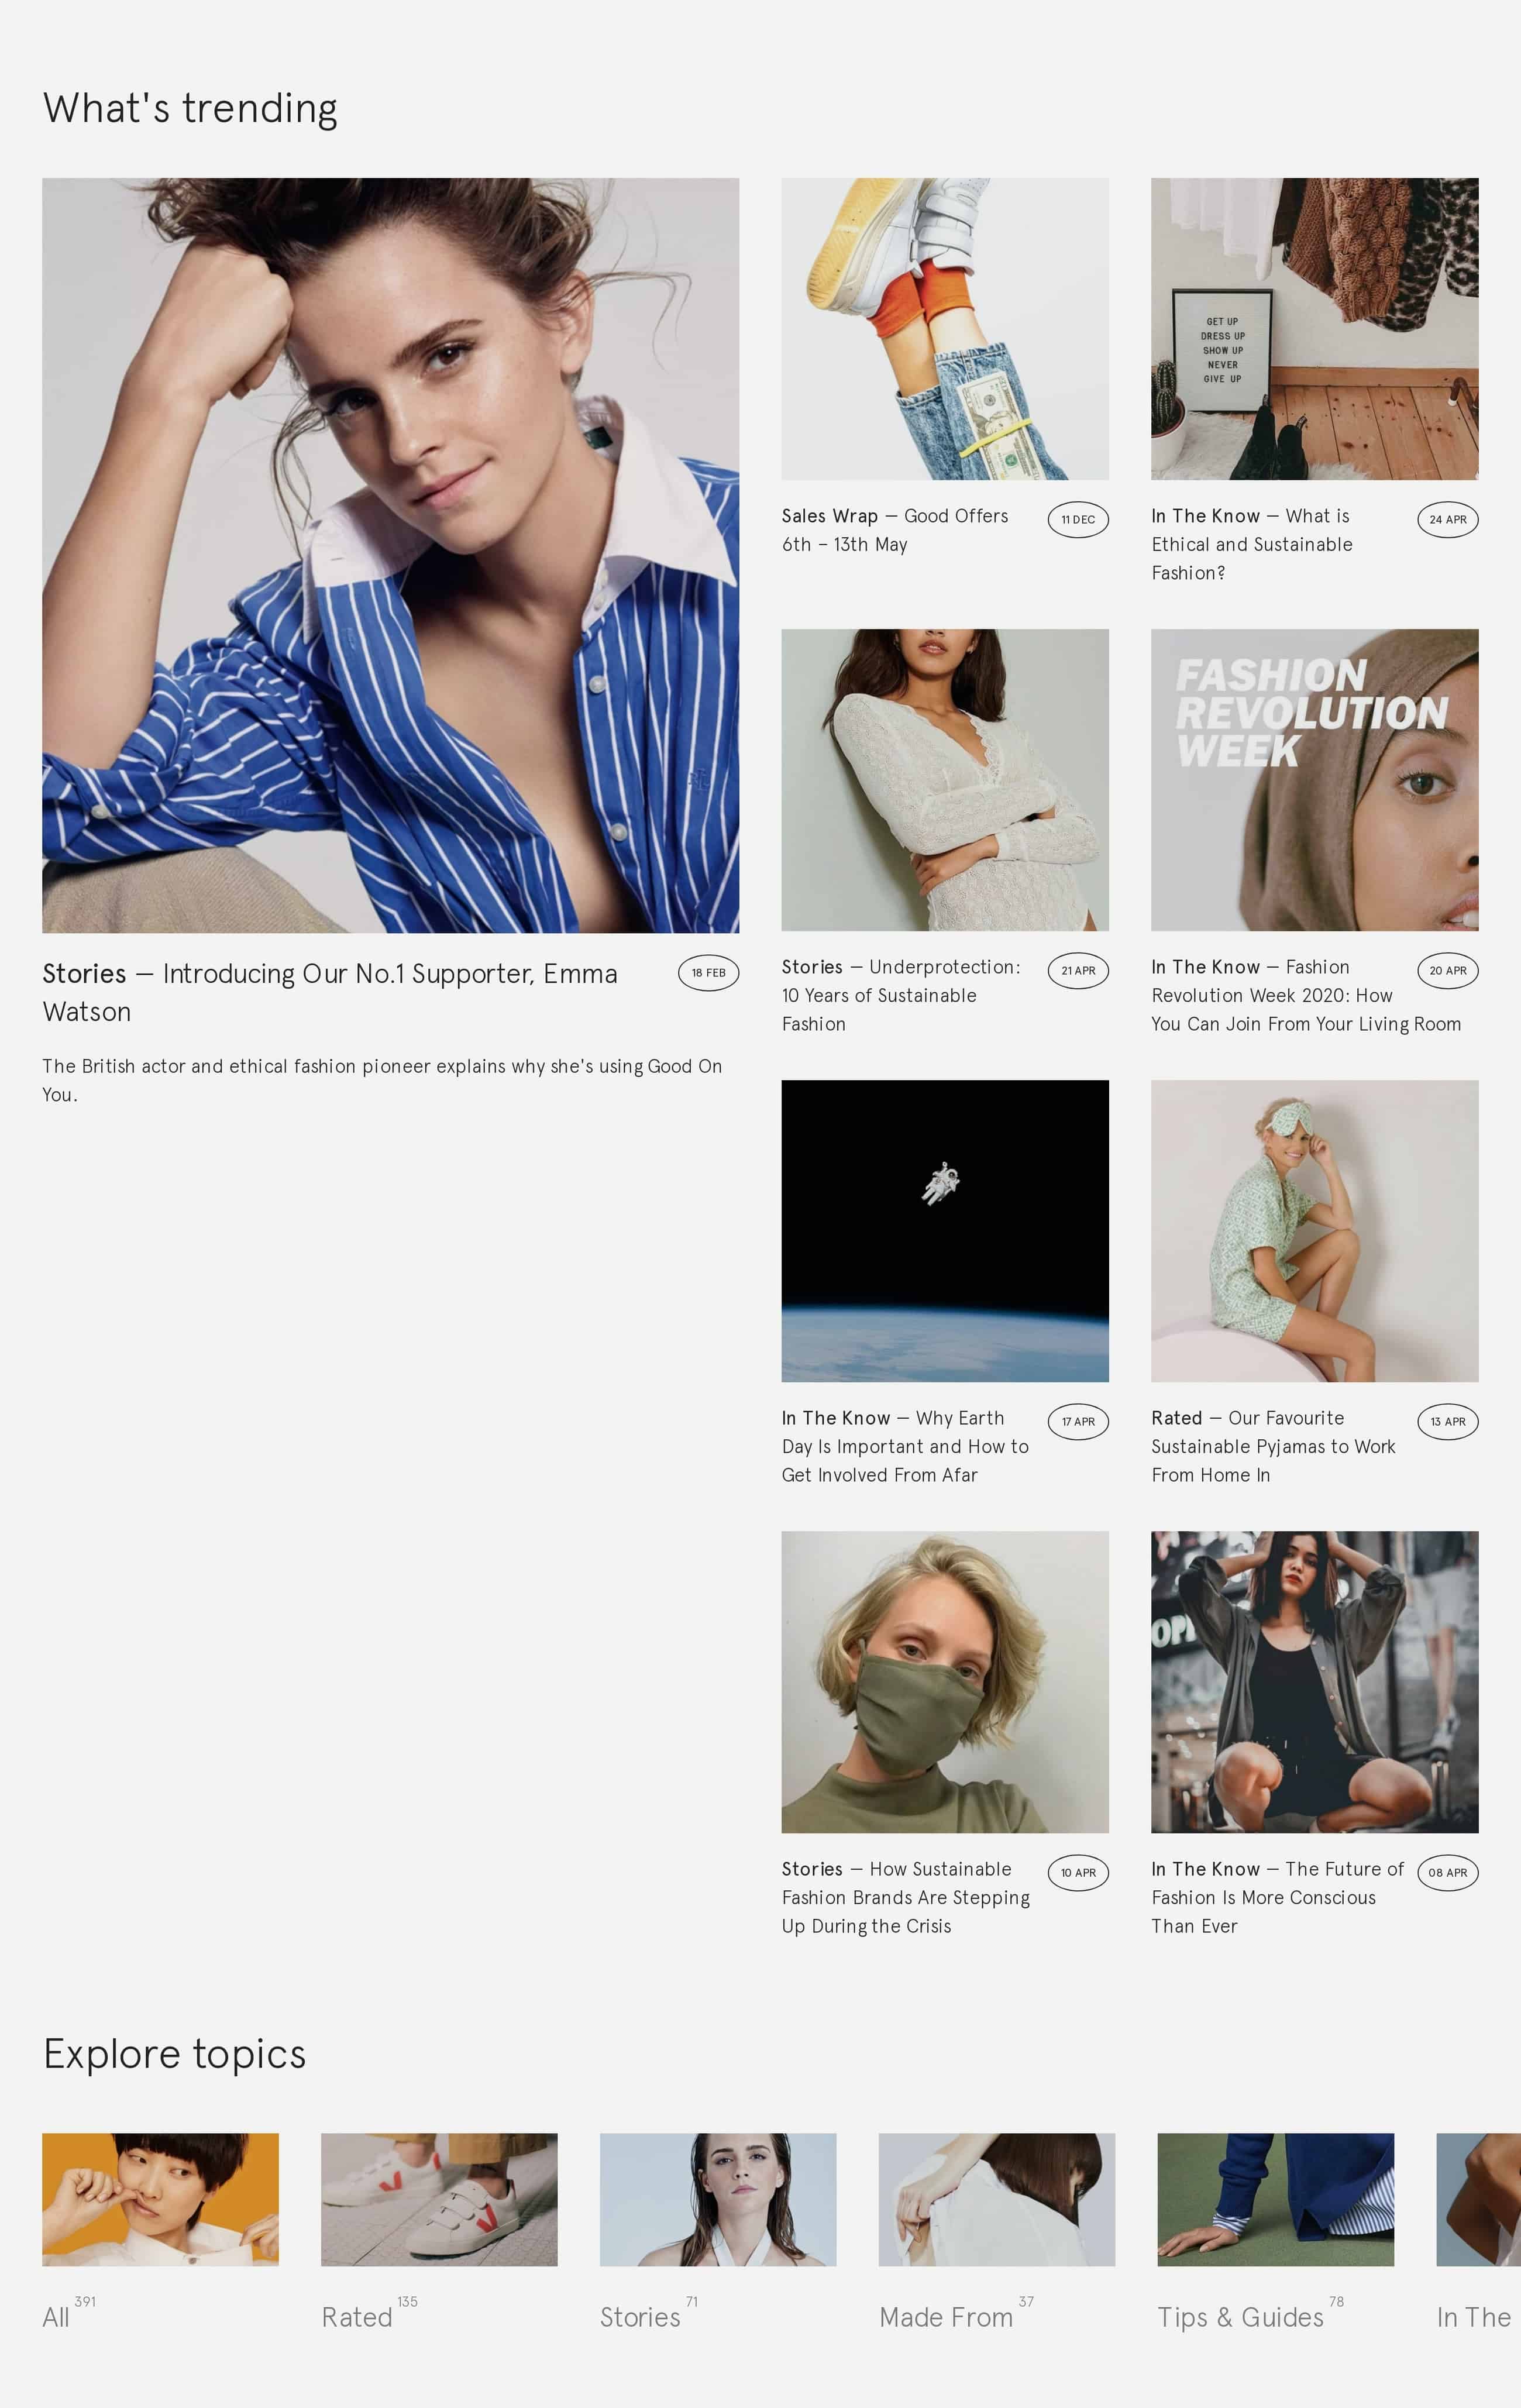 What's trending
Stories — Introducing Our No.1 Supporter, Emma
Watson
18 FEB
The British actor and ethical fashion pioneer explains why she's using Good On
You.
Sales Wrap — Good Offers
6th – 13th May
11 DEC
GET UP
DRESS UP
SHOW UP
NEVER
GIVE UP
In The Know — What is
Ethical and Sustainable
Fashion?
24 APR
Stories — Underprotection:
10 Years of Sustainable
Fashion
21 APR
FASHION
REVOLUTION
WEEK
In The Know — Fashion
Revolution Week 2020: How
You Can Join From Your Living Room
20 APR
In The Know — Why Earth
Day Is Important and How to
Get Involved From Afar
17 APR
Rated — Our Favourite
Sustainable Pyjamas to Work
From Home In
13 APR
Stories — How Sustainable
Fashion Brands Are Stepping
Up During the Crisis
10 APR
In The Know — The Future of
Fashion Is More Conscious
Than Ever
08 APR
Explore topics
All 391
Rated 135
Stories 71
Made From 37
Tips & Guides 78
In The